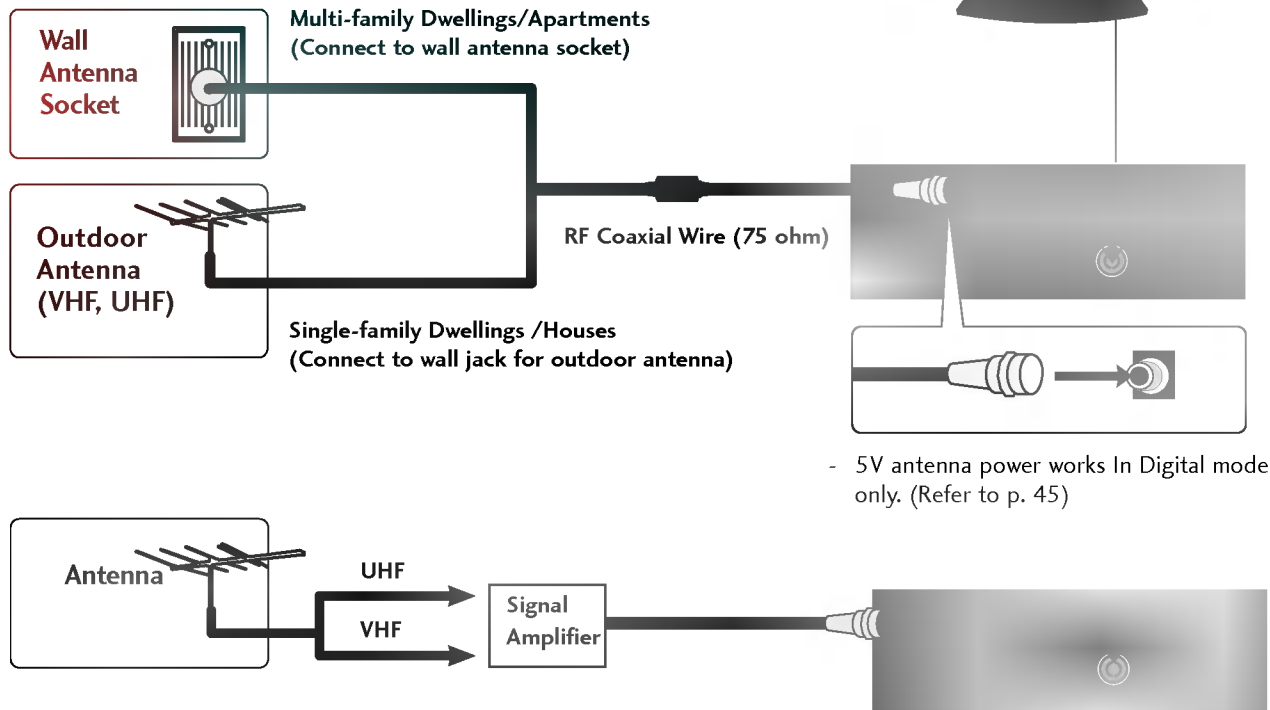 Wall
Antenna
Socket
Multi-family Dwellings/Apartments
(Connect to wall antenna socket)
Outdoor
Antenna
(VHF, UHF)
RF Coaxial Wire (75 ohm)
Single-family Dwellings /Houses
(Connect to wall jack for outdoor antenna)
- 5V antenna power works In Digital mode
only. (Refer to p. 45)
Antenna
UHF
VHF
Signal
Amplifier